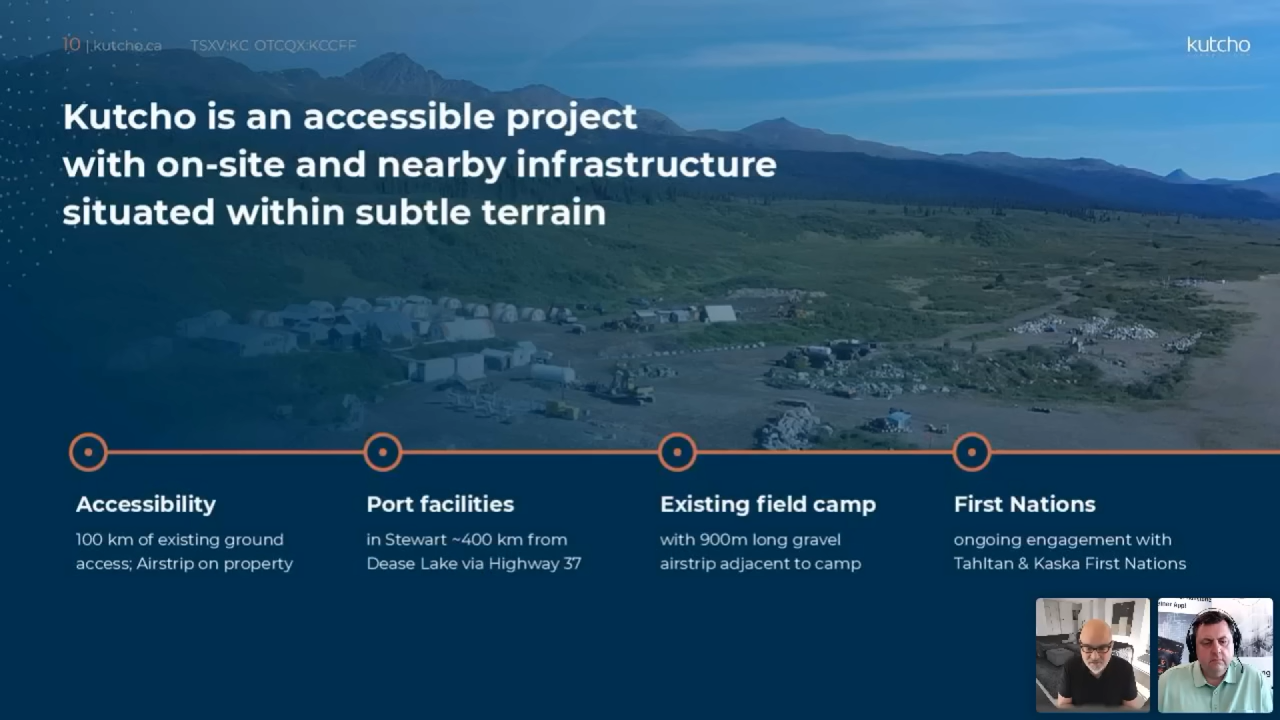 10 | kutcho.ca TSXV:KC OTCQX:KCCFF
kutcho
Kutcho is an accessible project
with on-site and nearby infrastructure
situated within subtle terrain
Accessibility
100 km of existing ground
access; Airstrip on property
Port facilities
in Stewart ~400 km from
Dease Lake via Highway 37
Existing field camp
with 900m long gravel
airstrip adjacent to camp
First Nations
ongoing engagement with
Tahltan & Kaska First Nations